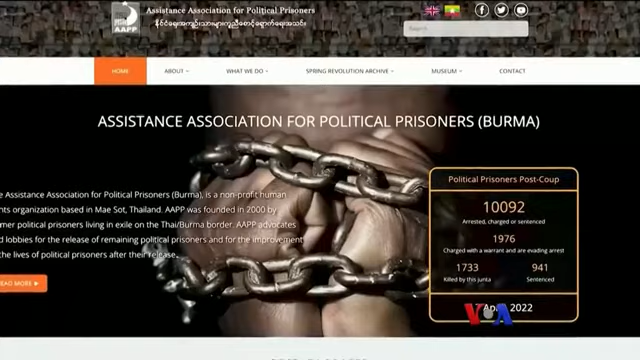 Assistance Association for Political Prisoners
နိုင်ငံရေးအကျဉ်းသားများကူညီစောင့်ရှောက်ရေးအသင်း
AAPP
Search
HOME
ABOUT
WHAT WE DO
SPRING REVOLUTION ARCHIVE
MUSEUM
CONTACT
ASSISTANCE ASSOCIATION FOR POLITICAL PRISONERS (BURMA)
e Assistance Association for Political Prisoners (Burma), is a non-profit human
nts organization based in Mae Sot, Thailand. AAPP was founded in 2000 by
mer political prisoners living in exile on the Thai/Burma border. AAPP advocates
d lobbies for the release of remaining political prisoners and for the improvement
the lives of political prisoners after their release.
EAD MORE
Political Prisoners Post-Coup
10092
Arrested, charged or sentenced
1976
Charged with a warrant and are evading arrest
1733
941
Killed by this junta
Sentenced
2022
VOA